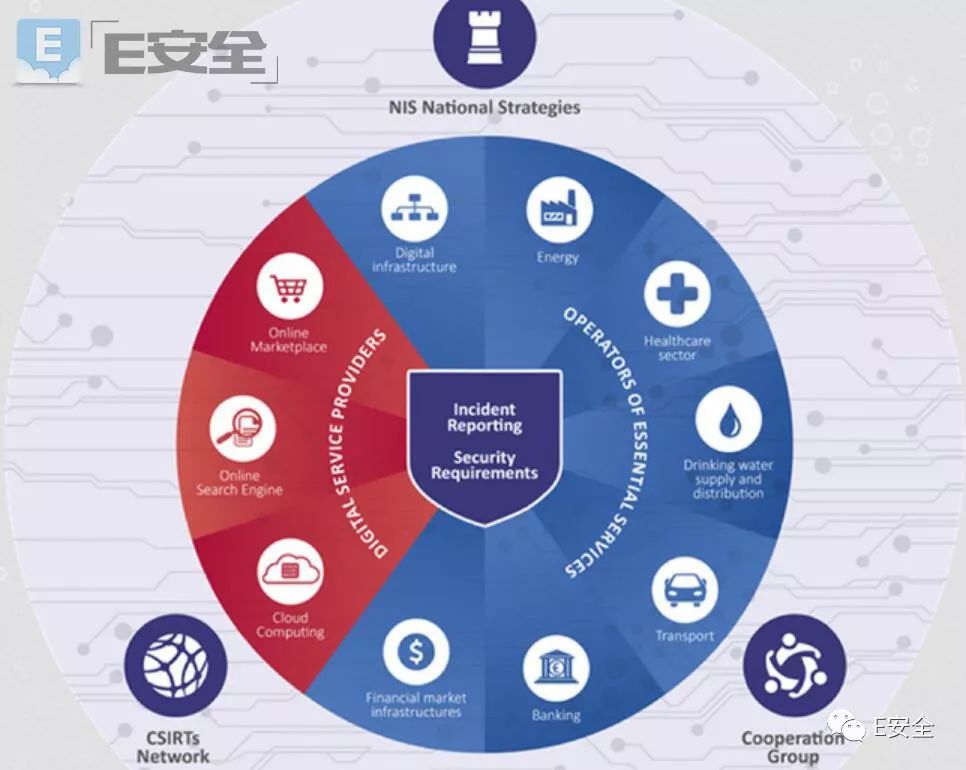 E
E安全
NIS National Strategies
Digital
infrastructure
Energy
Online
Marketplace
Healthcare
sector
DIGITAL SERVICE PROVIDERS
OPERATORS OF ESSENTIAL SERVICES
Incident
Reporting
Security
Requirements
Online
Search Engine
Drinking water
supply and
distribution
Cloud
Computing
Transport
$
Financial market
infrastructures
€
Banking
CSIRTs
Network
Cooperation
Group
E安全